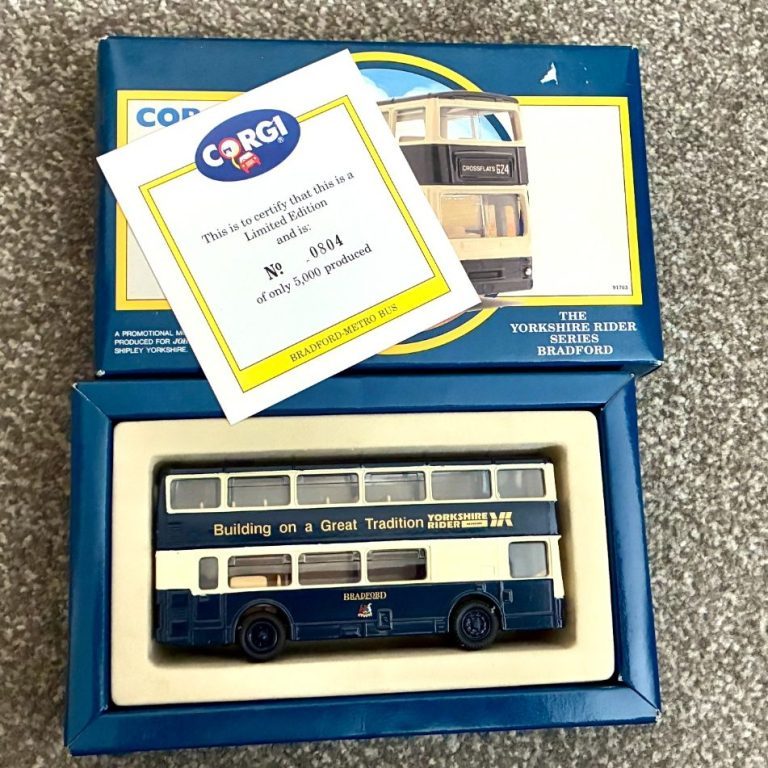 COR
CORGI
This is to certify that this is a
Limited Edition
and is:
Nº 0804
of only 5,000 produced
BRADFORD-METRO BUS
CROSSFLATS 624
91702
A PROMOTIONAL M
PRODUCED FOR
SHIPLEY YORKSHIRE.
THE
YORKSHIRE RIDER
SERIES
BRADFORD
Building on a Great Tradition YORKSHIRE
RIDER
BRADFORD